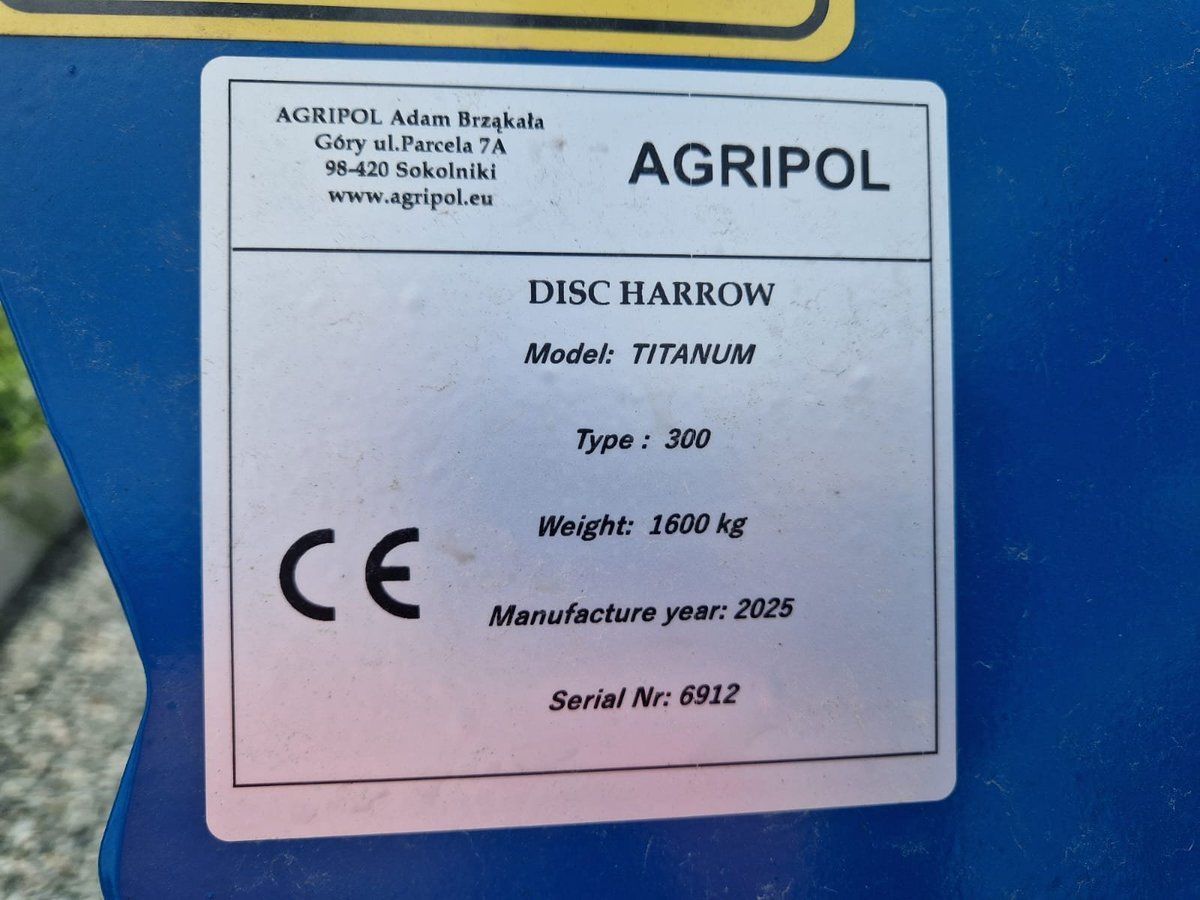 AGRIPOL Adam Brząkała
Góry ul.Parcela 7A
98-420 Sokolniki
www.agripol.eu
AGRIPOL
DISC HARROW
Model: TITANUM
Type : 300
Weight: 1600 kg
CE
Manufacture year: 2025
Serial Nr: 6912